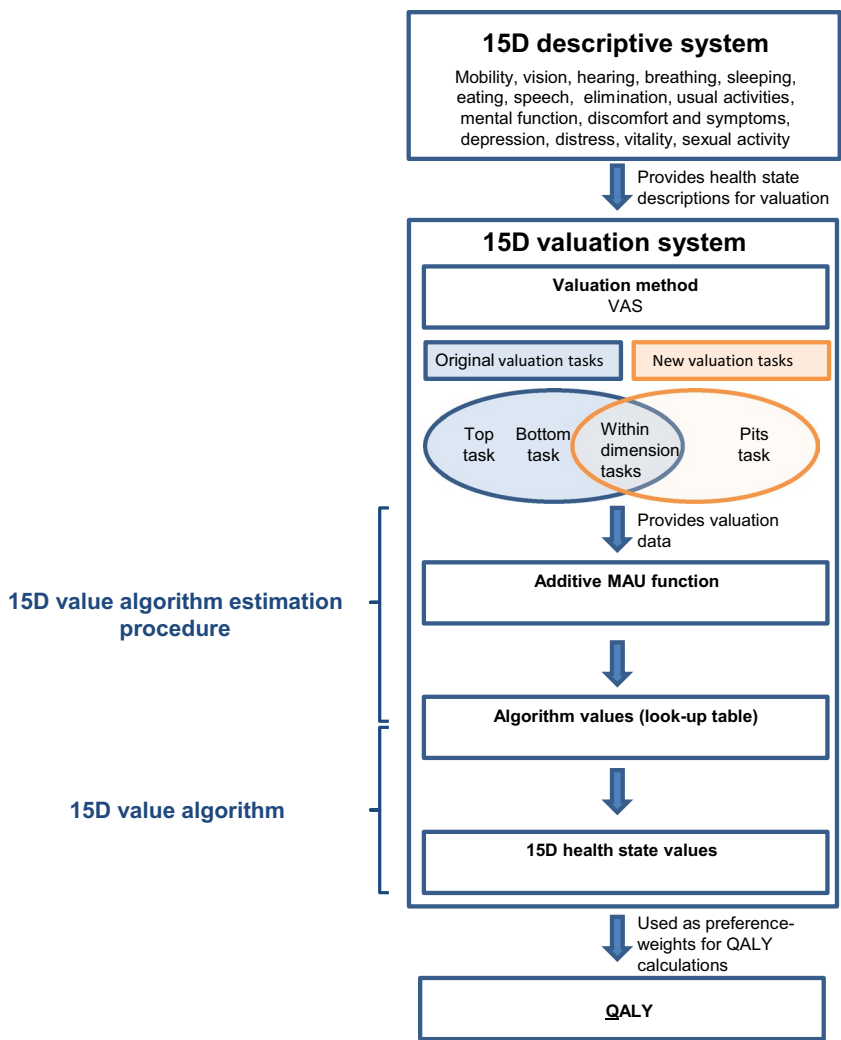 15D descriptive system
Mobility, vision, hearing, breathing, sleeping,
eating, speech, elimination, usual activities,
mental function, discomfort and symptoms,
depression, distress, vitality, sexual activity
Provides health state
descriptions for valuation
15D valuation system
Valuation method
VAS
Original valuation tasks
New valuation tasks
Top
task
Bottom
task
Within
dimension
tasks
Pits
task
Provides valuation
data
15D value algorithm estimation
procedure
Additive MAU function
Algorithm values (look-up table)
15D value algorithm
15D health state values
Used as preference-
weights for QALY
calculations
QALY